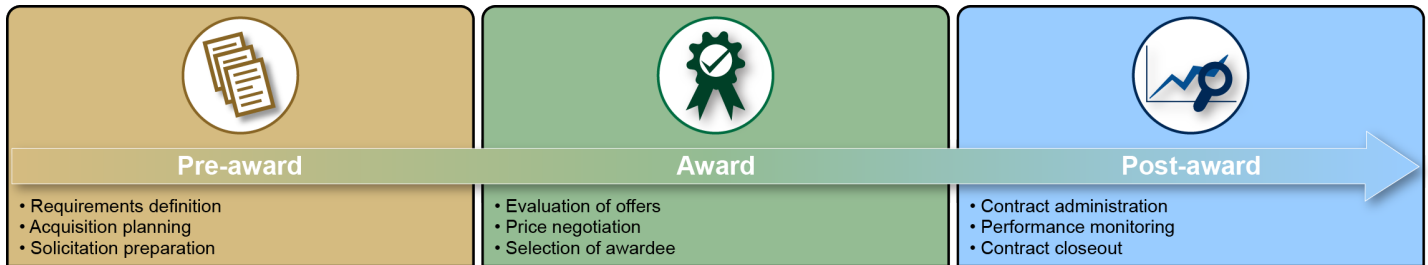 Pre-award
• Requirements definition
• Acquisition planning
• Solicitation preparation
Award
• Evaluation of offers
• Price negotiation
• Selection of awardee
Post-award
• Contract administration
• Performance monitoring
• Contract closeout